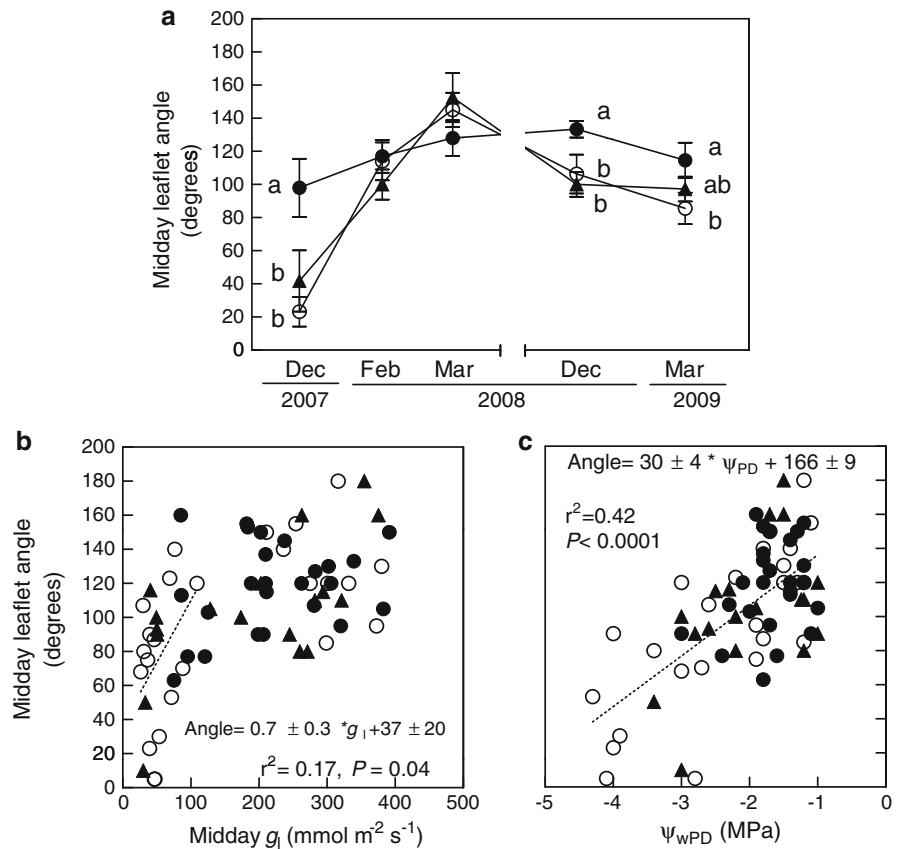 a
200
180
160
140
120
100
80
60
40
20
0
Midday leaflet angle
(degrees)
a
b
b
a
b
b
a
ab
b
Dec Feb Mar Dec Mar
2007 2008 2009
b
200
180
160
140
120
100
80
60
40
20
0
Midday leaflet angle
(degrees)
Angle= 0.7 ± 0.3 *gl+37 ± 20
r2= 0.17, P = 0.04
0 100 200 300 400 500
Midday gl (mmol m-2 s-1)
c
Angle= 30 ± 4 * ψPD + 166 ± 9
r2=0.42
P< 0.0001
-5 -4 -3 -2 -1 0
ΨwPD (MPa)